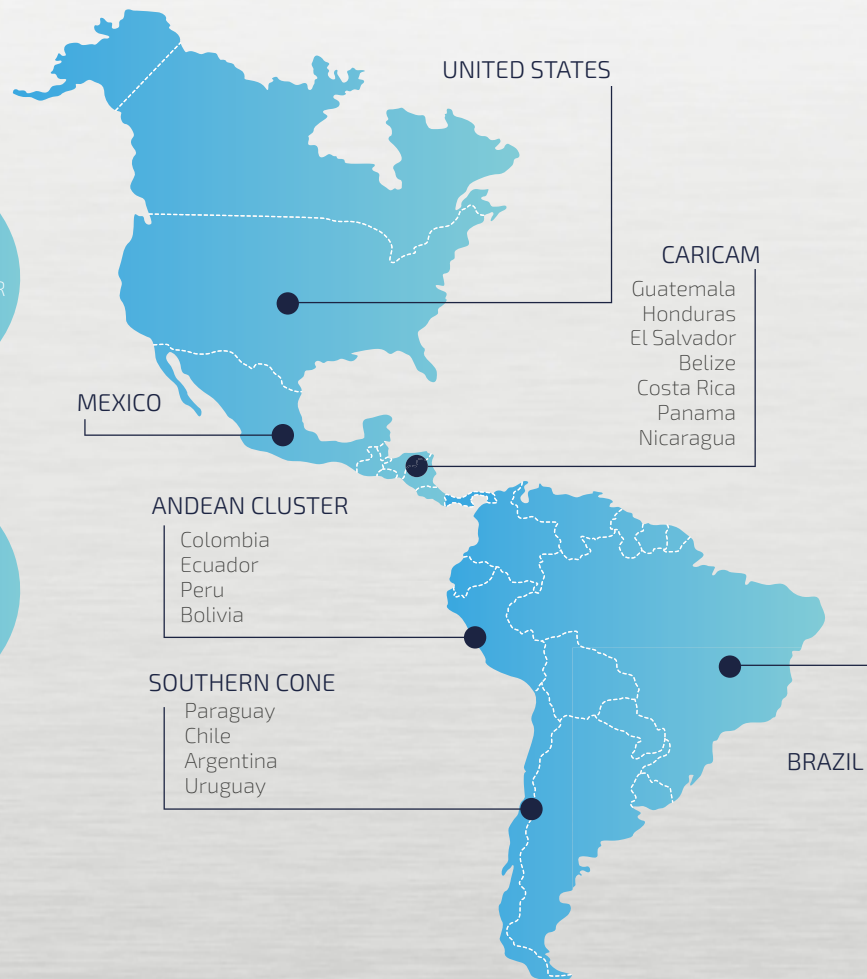 UNITED STATES
CARICAM
Guatemala
Honduras
El Salvador
Belize
Costa Rica
Panama
Nicaragua
MEXICO
ANDEAN CLUSTER
Colombia
Ecuador
Peru
Bolivia
SOUTHERN CONE
Paraguay
Chile
Argentina
Uruguay
BRAZIL